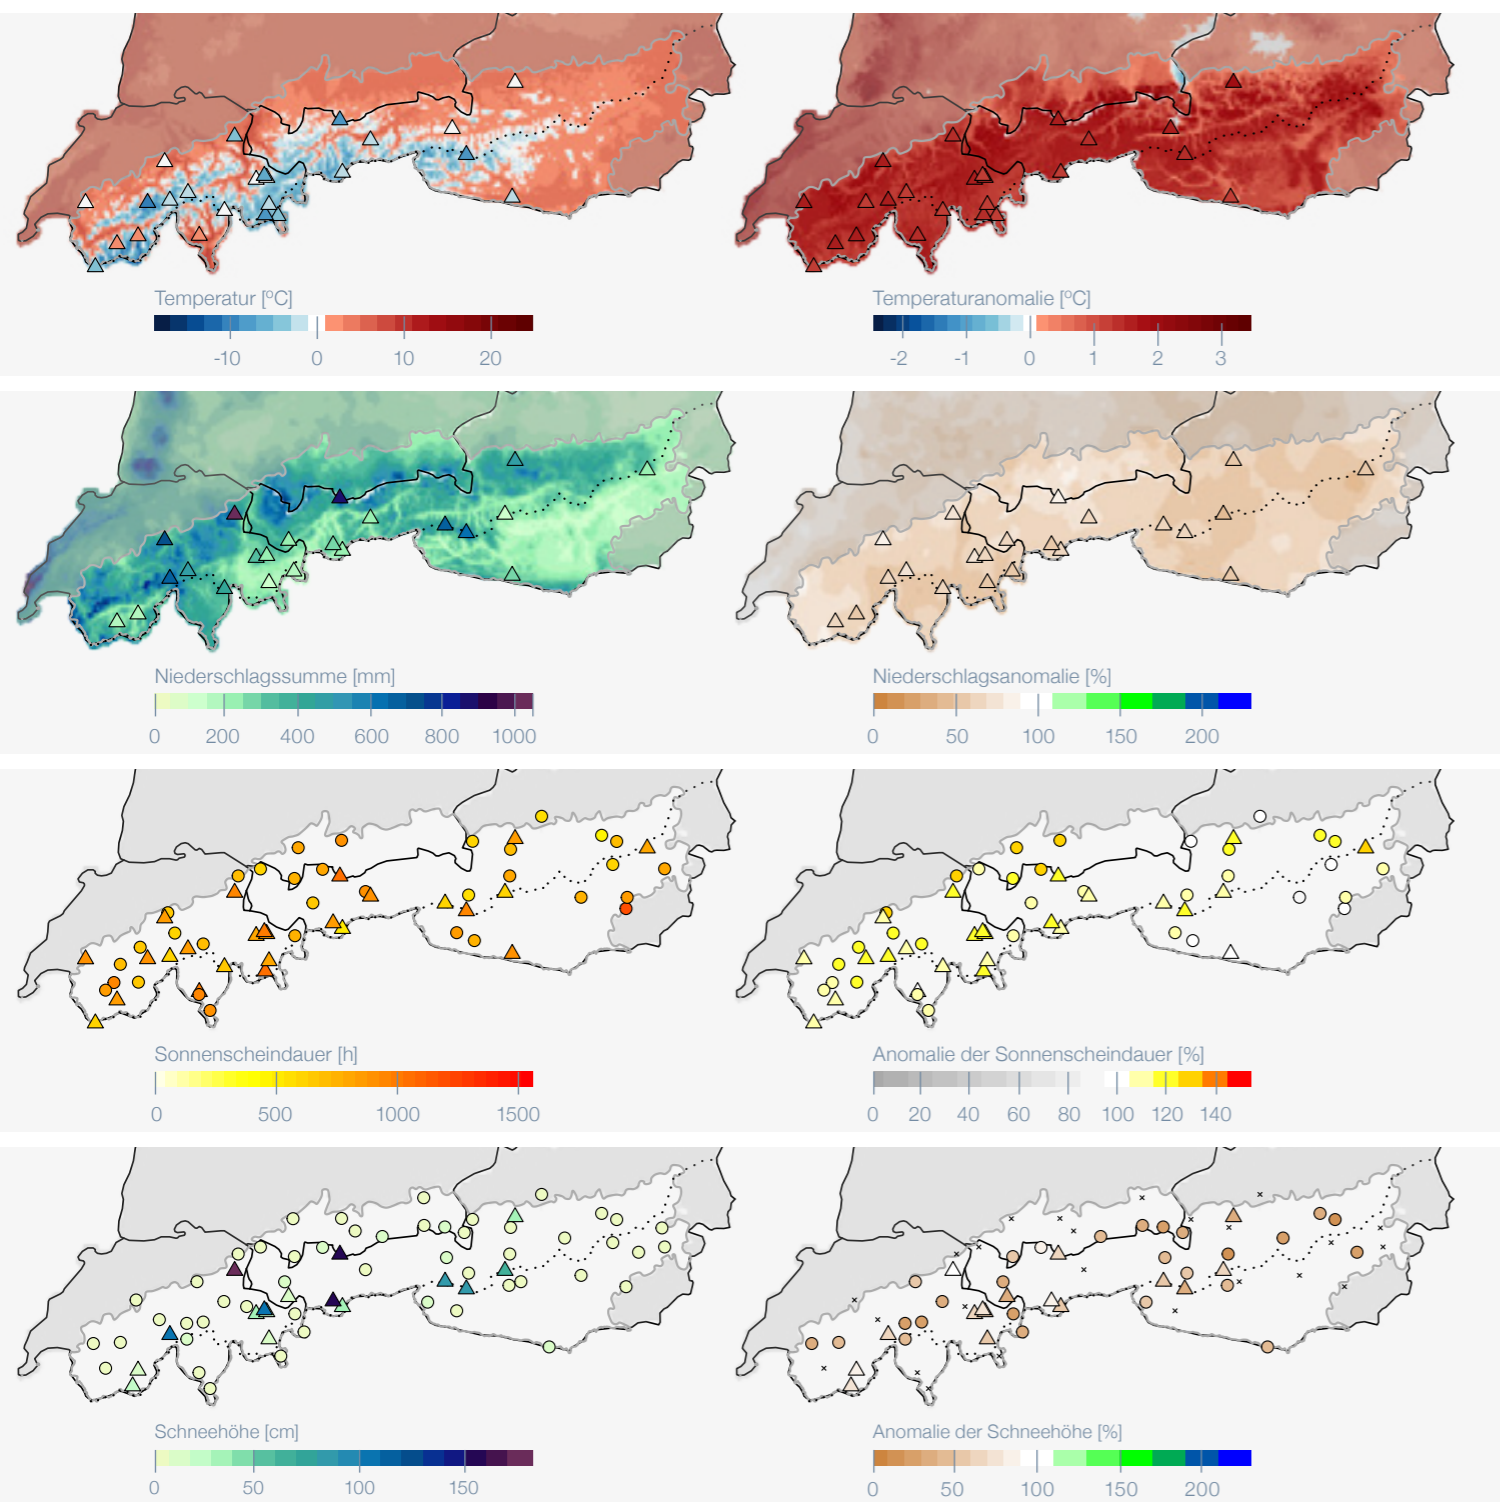 Temperatur [ºC]
-10 0 10 20
Temperaturanomalie [ºC]
-2 -1 0 1 2 3
Niederschlagssumme [mm]
0 200 400 600 800 1000
Niederschlagsanomalie [%]
0 50 100 150 200
Sonnenscheindauer [h]
0 500 1000 1500
Anomalie der Sonnenscheindauer [%]
0 20 40 60 80 100 120 140
Schneehöhe [cm]
0 50 100 150
Anomalie der Schneehöhe [%]
0 50 100 150 200